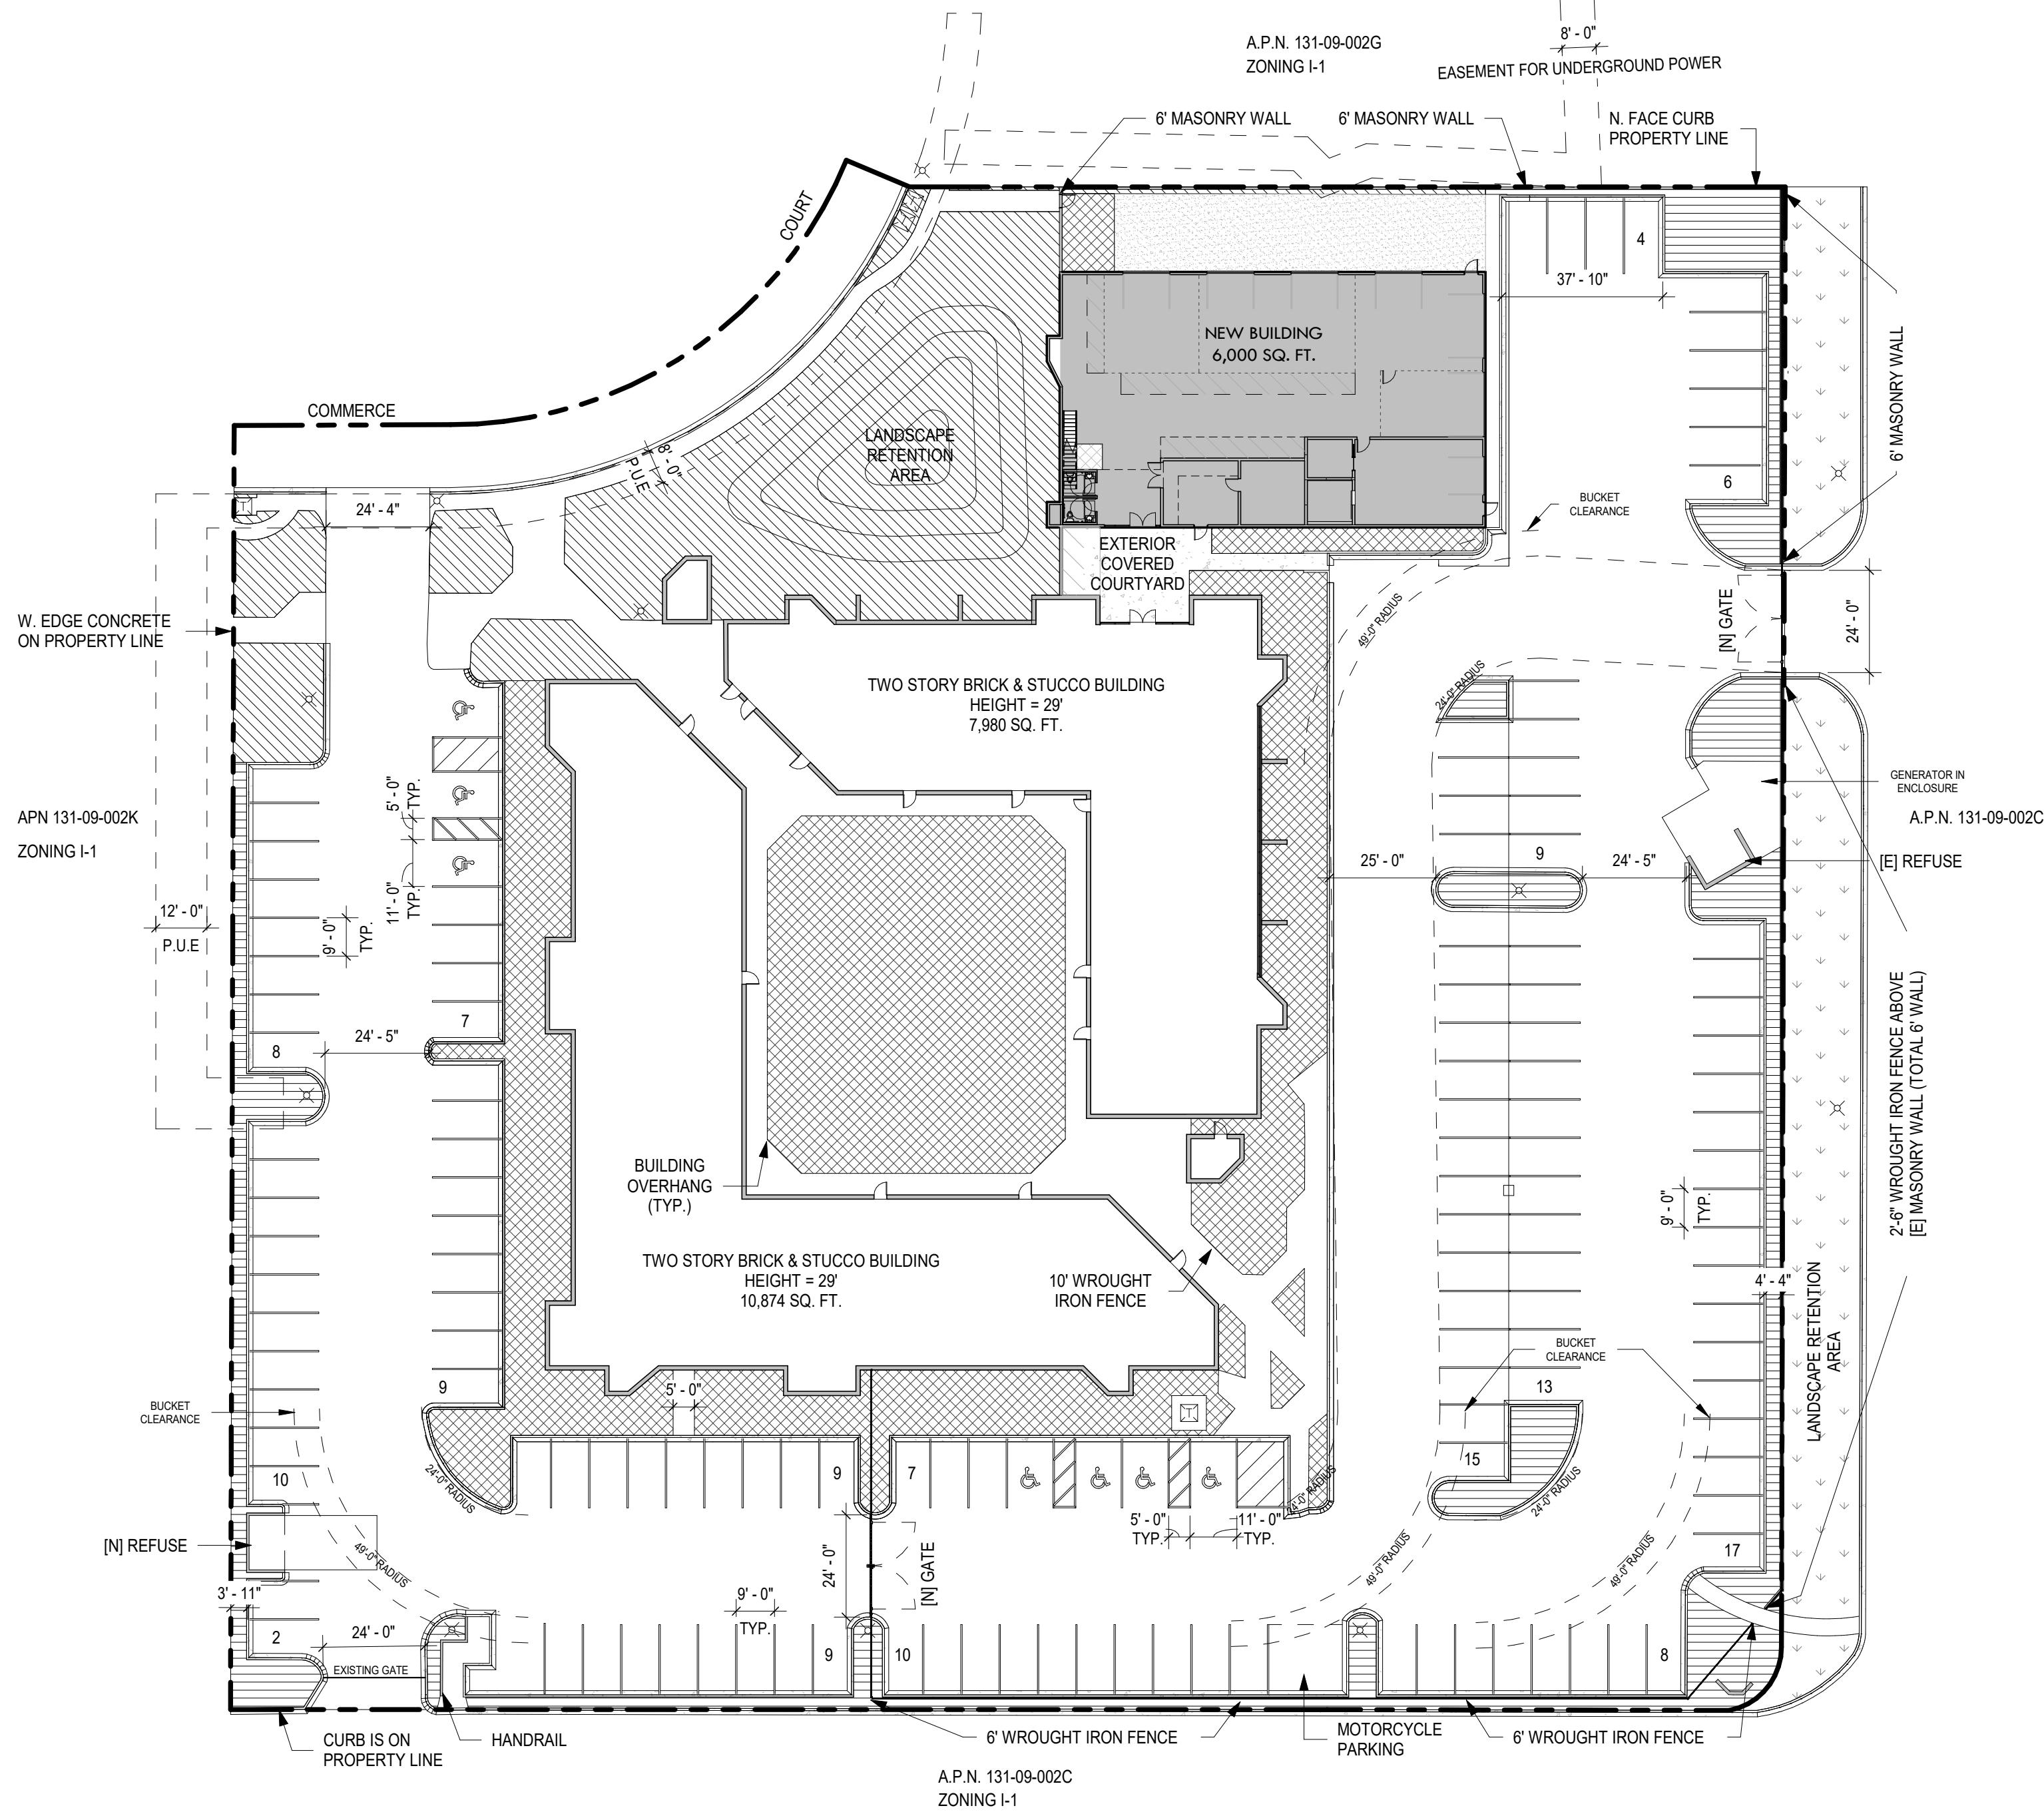 8' - 0"
A.P.N. 131-09-002G
ZONING I-1
EASEMENT FOR UNDERGROUND POWER
6' MASONRY WALL
6' MASONRY WALL
N. FACE CURB
PROPERTY LINE
COURT
4
37' - 10"
NEW BUILDING
6,000 SQ. FT.
6' MASONRY WALL
COMMERCE
LANDSCAPE
RETENTION
AREA
8' - 0"
P.U.E
6
BUCKET
CLEARANCE
24' - 4"
EXTERIOR
COVERED
COURTYARD
W. EDGE CONCRETE
ON PROPERTY LINE
49'-0" RADIUS
[N] GATE
24' - 0"
24'-0" RADIUS
TWO STORY BRICK & STUCCO BUILDING
HEIGHT = 29'
7,980 SQ. FT.
GENERATOR IN
ENCLOSURE
5' - 0"
TYP.
APN 131-09-002K
ZONING I-1
A.P.N. 131-09-002C
25' - 0"
9
24' - 5"
[E] REFUSE
11' - 0"
TYP.
12' - 0"
P.U.E
9' - 0"
TYP.
7
24' - 5"
8
2'-6" WROUGHT IRON FENCE ABOVE
[E] MASONRY WALL (TOTAL 6' WALL)
BUILDING
OVERHANG
(TYP.)
9' - 0"
TYP.
TWO STORY BRICK & STUCCO BUILDING
HEIGHT = 29'
10,874 SQ. FT.
10' WROUGHT
IRON FENCE
4' - 4"
LANDSCAPE RETENTION
AREA
BUCKET
CLEARANCE
13
9
5' - 0"
BUCKET
CLEARANCE
T
10
24'-0" RADIUS
9
7
15
24'-0" RADIUS
24'-0" RADIUS
5' - 0"
TYP.
11' - 0"
TYP.
[N] REFUSE
49'-0" RADIUS
24' - 0"
[N] GATE
49'-0" RADIUS
49'-0" RADIUS
17
3' - 11"
9' - 0"
TYP.
2
24' - 0"
9
10
8
EXISTING GATE
CURB IS ON
PROPERTY LINE
HANDRAIL
6' WROUGHT IRON FENCE
MOTORCYCLE
PARKING
6' WROUGHT IRON FENCE
A.P.N. 131-09-002C
ZONING I-1